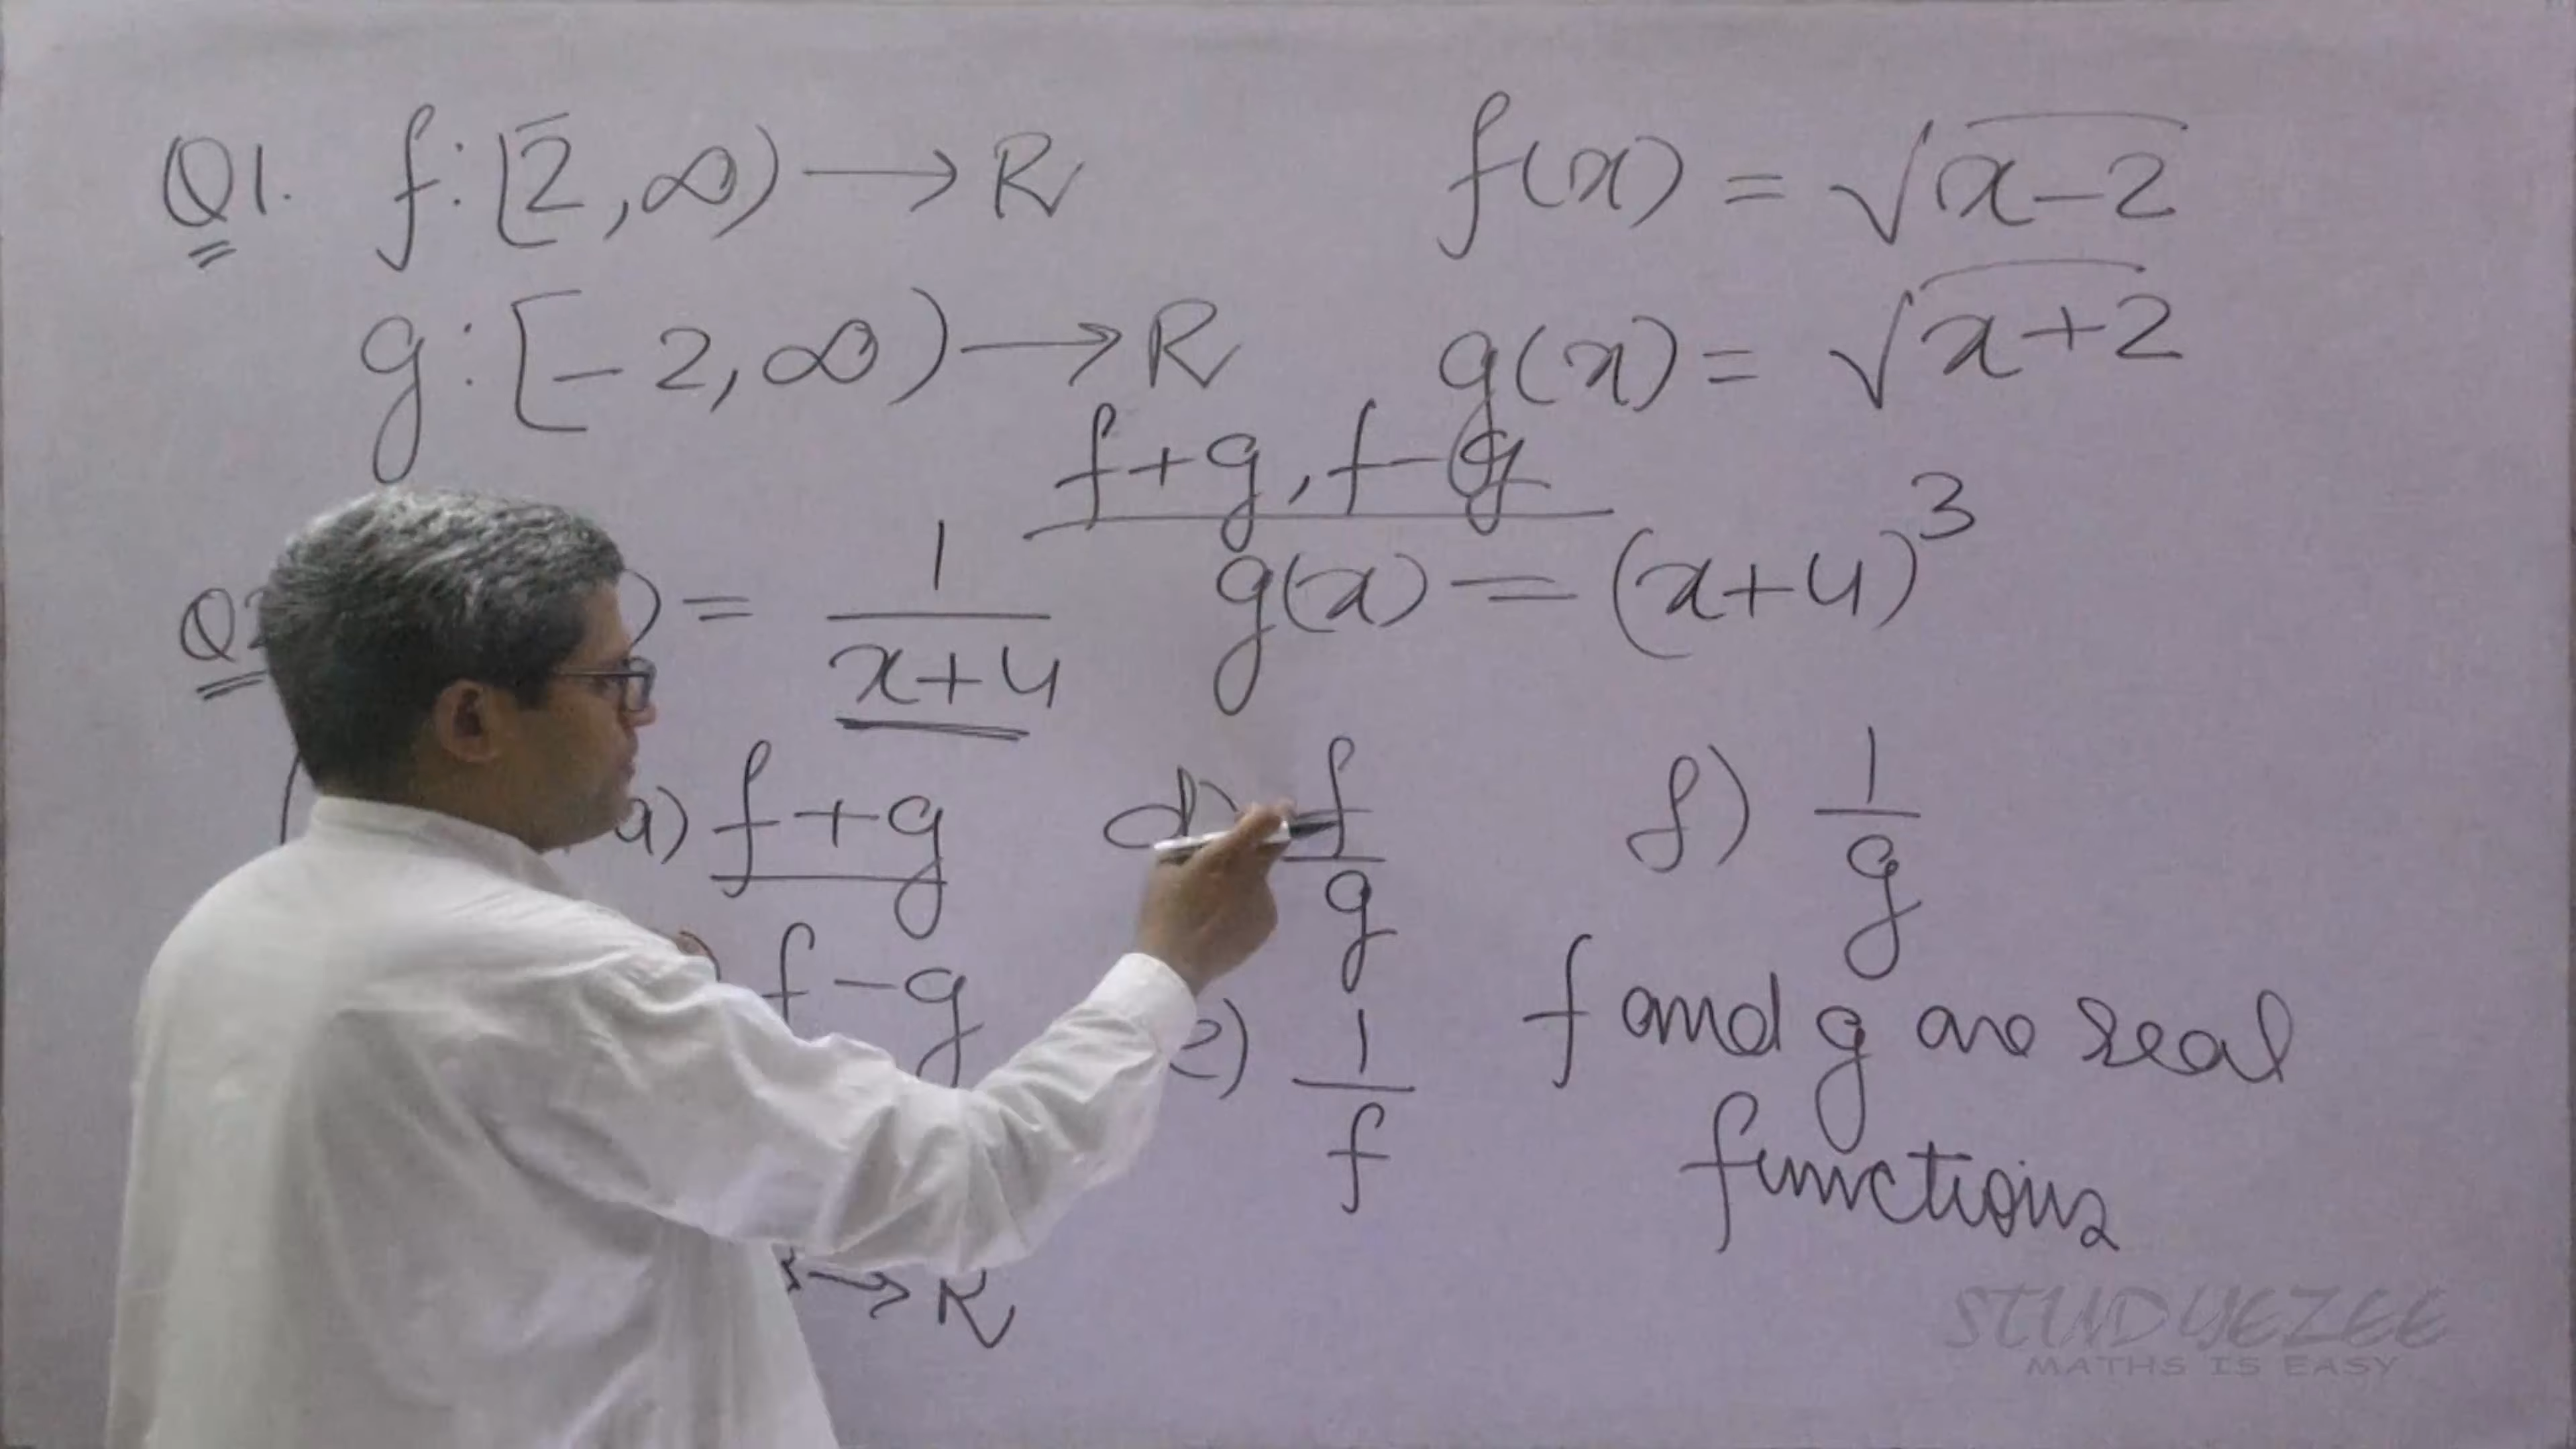 Q1. f:[2,∞)→R f(x) = √(x-2)
g:[-2,∞)→R g(x) = √(x+2)
f+g, f-g
) = 1/(x+4) g(x) = (x+4)³
a) f+g d) f/g f) 1/g
f-g e) 1/f f and g are real
functions
→R
STUDYEZEE
MATHS IS EASY